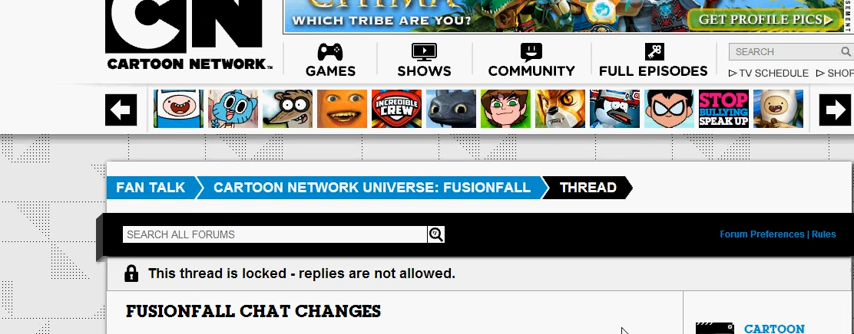 CN
CARTOON NETWORK™
WHICH TRIBE ARE YOU?
GET PROFILE PICS
GAMES
SHOWS
COMMUNITY
FULL EPISODES
SEARCH
TV SCHEDULE
SHOP
INCREDIBLE CREW
STOP
BULLYING
SPEAK UP
FAN TALK
CARTOON NETWORK UNIVERSE: FUSIONFALL
THREAD
SEARCH ALL FORUMS
Forum Preferences | Rules
This thread is locked - replies are not allowed.
FUSIONFALL CHAT CHANGES
CARTOON